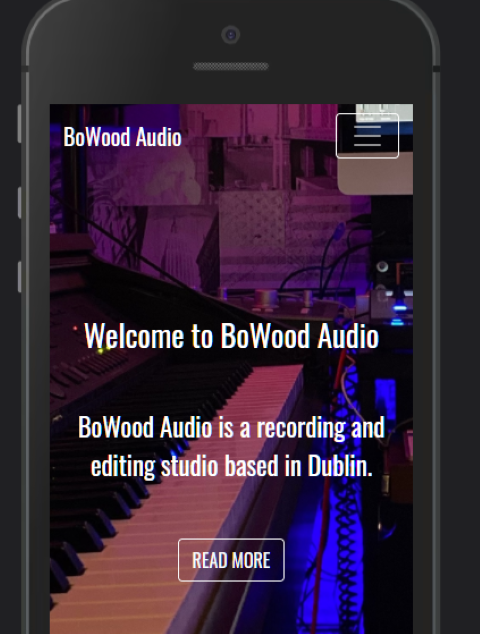 BoWood Audio
Welcome to BoWood Audio
BoWood Audio is a recording and
editing studio based in Dublin.
READ MORE